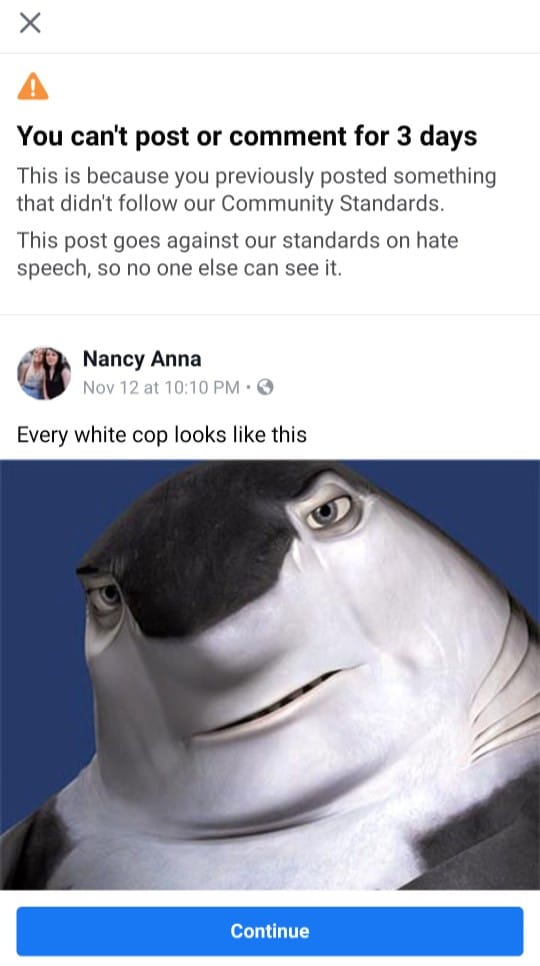 You can't post or comment for 3 days
This is because you previously posted something
that didn't follow our Community Standards.
This post goes against our standards on hate
speech, so no one else can see it.
Nancy Anna
Nov 12 at 10:10 PM ·
Every white cop looks like this
Continue